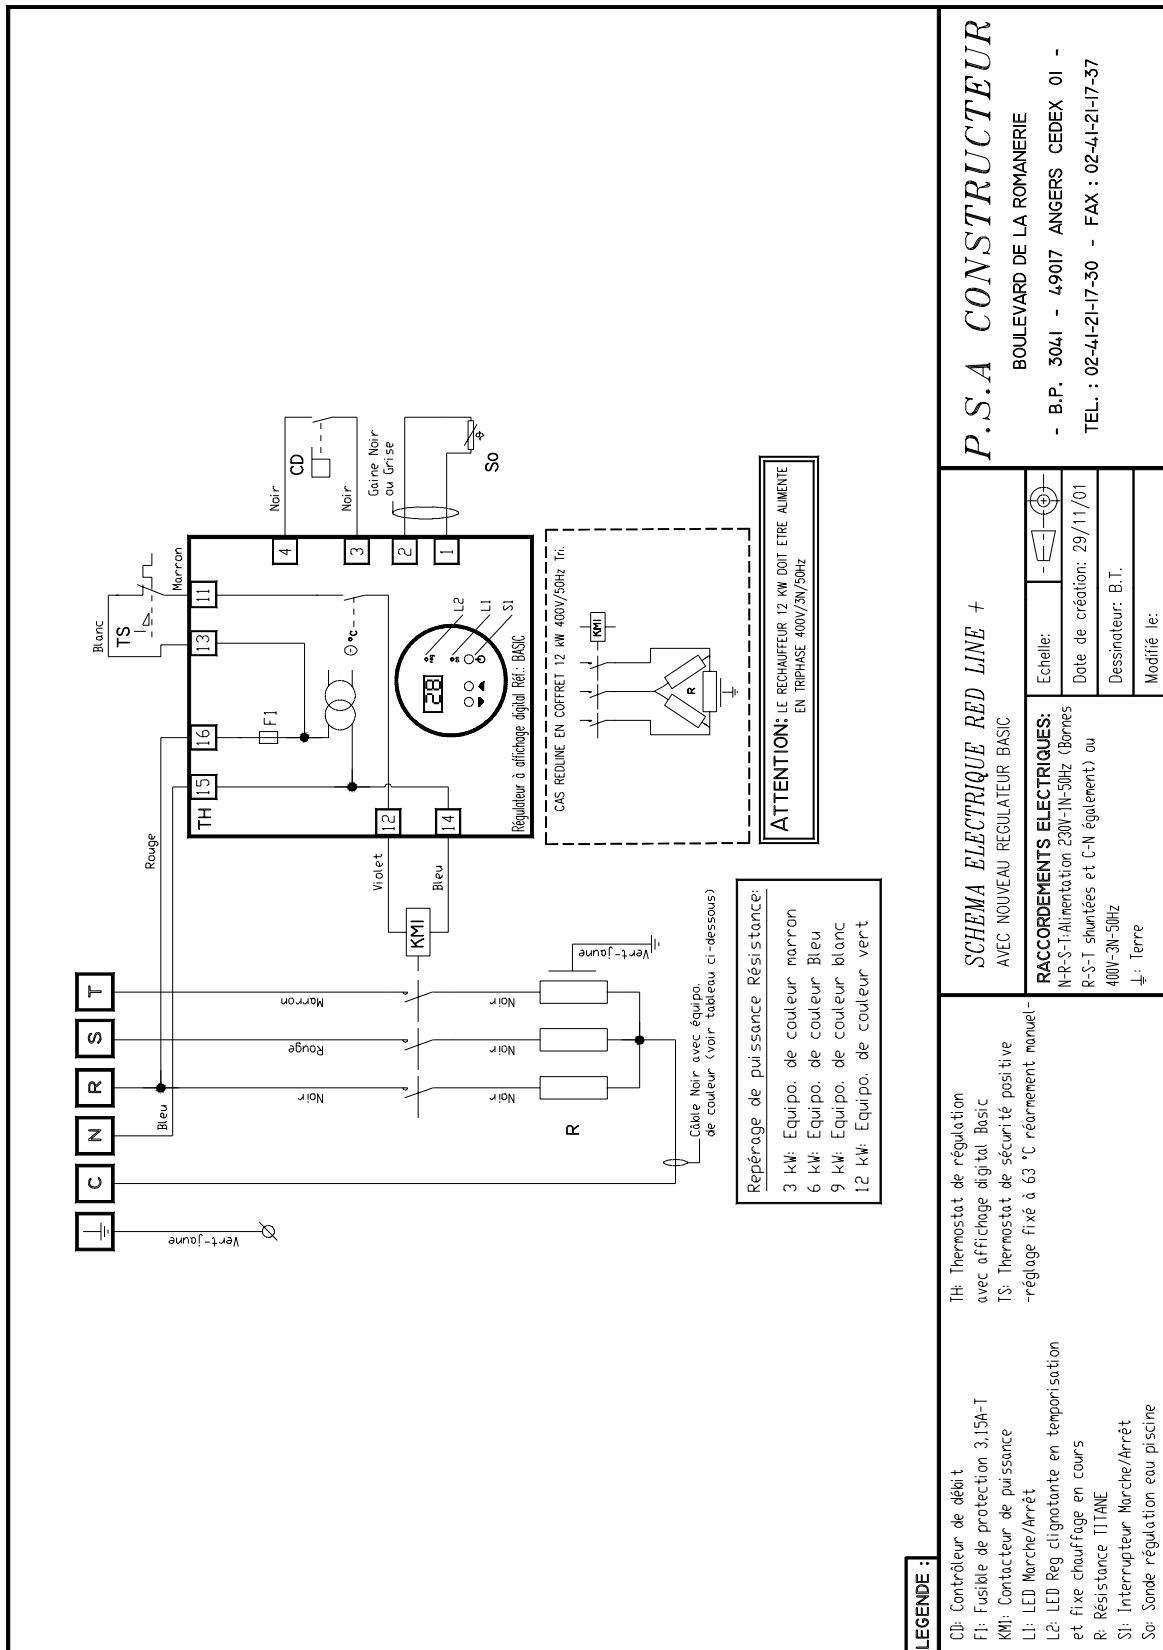 ⏚
C
N
R
S
T
Vert-jaune
Bleu
Rouge
Noir
Rouge
Marron
Noir
Noir
Noir
R
Vert-jaune
KM1
Violet
Bleu
Câble Noir avec équipo.
de couleur (voir tableau ci-dessous)
TH
15
16
13
11
12
14
F1
°C
28
L2
L1
S1
Régulateur à affichage digital Réf.: BASIC
Blanc
TS
Marron
4
3
2
1
Noir
CD
Noir
Gaine Noir
ou Grise
So
CAS REDLINE EN COFFRET 12 kW 400V/50Hz Tri.
KM1
R
ATTENTION: LE RECHAUFFEUR 12 KW DOIT ETRE ALIMENTE
EN TRIPHASE 400V/3N/50Hz
Repérage de puissance Résistance:
3 kW: Equipo. de couleur marron
6 kW: Equipo. de couleur Bleu
9 kW: Equipo. de couleur blanc
12 kW: Equipo. de couleur vert
LEGENDE :
CD: Contrôleur de débit
F1: Fusible de protection 3,15A-T
KM1: Contacteur de puissance
L1: LED Marche/Arrêt
L2: LED Reg clignotante en temporisation
et fixe chauffage en cours
R: Résistance TITANE
S1: Interrupteur Marche/Arrêt
So: Sonde régulation eau piscine
TH: Thermostat de régulation
avec affichage digital Basic
TS: Thermostat de sécurité positive
-réglage fixé à 63 °C réarmement manuel-
SCHEMA ELECTRIQUE RED LINE +
AVEC NOUVEAU REGULATEUR BASIC
RACCORDEMENTS ELECTRIQUES:
N-R-S-T:Alimentation 230V-1N-50Hz (Bornes
R-S-T shuntées et C-N également) ou
400V-3N-50Hz
⏚: Terre
Echelle:
Date de création: 29/11/01
Dessinateur: B.T.
Modifié le:
P.S.A CONSTRUCTEUR
BOULEVARD DE LA ROMANERIE
- B.P. 3041 - 49017 ANGERS CEDEX 01 -
TEL. : 02-41-21-17-30 - FAX : 02-41-21-17-37